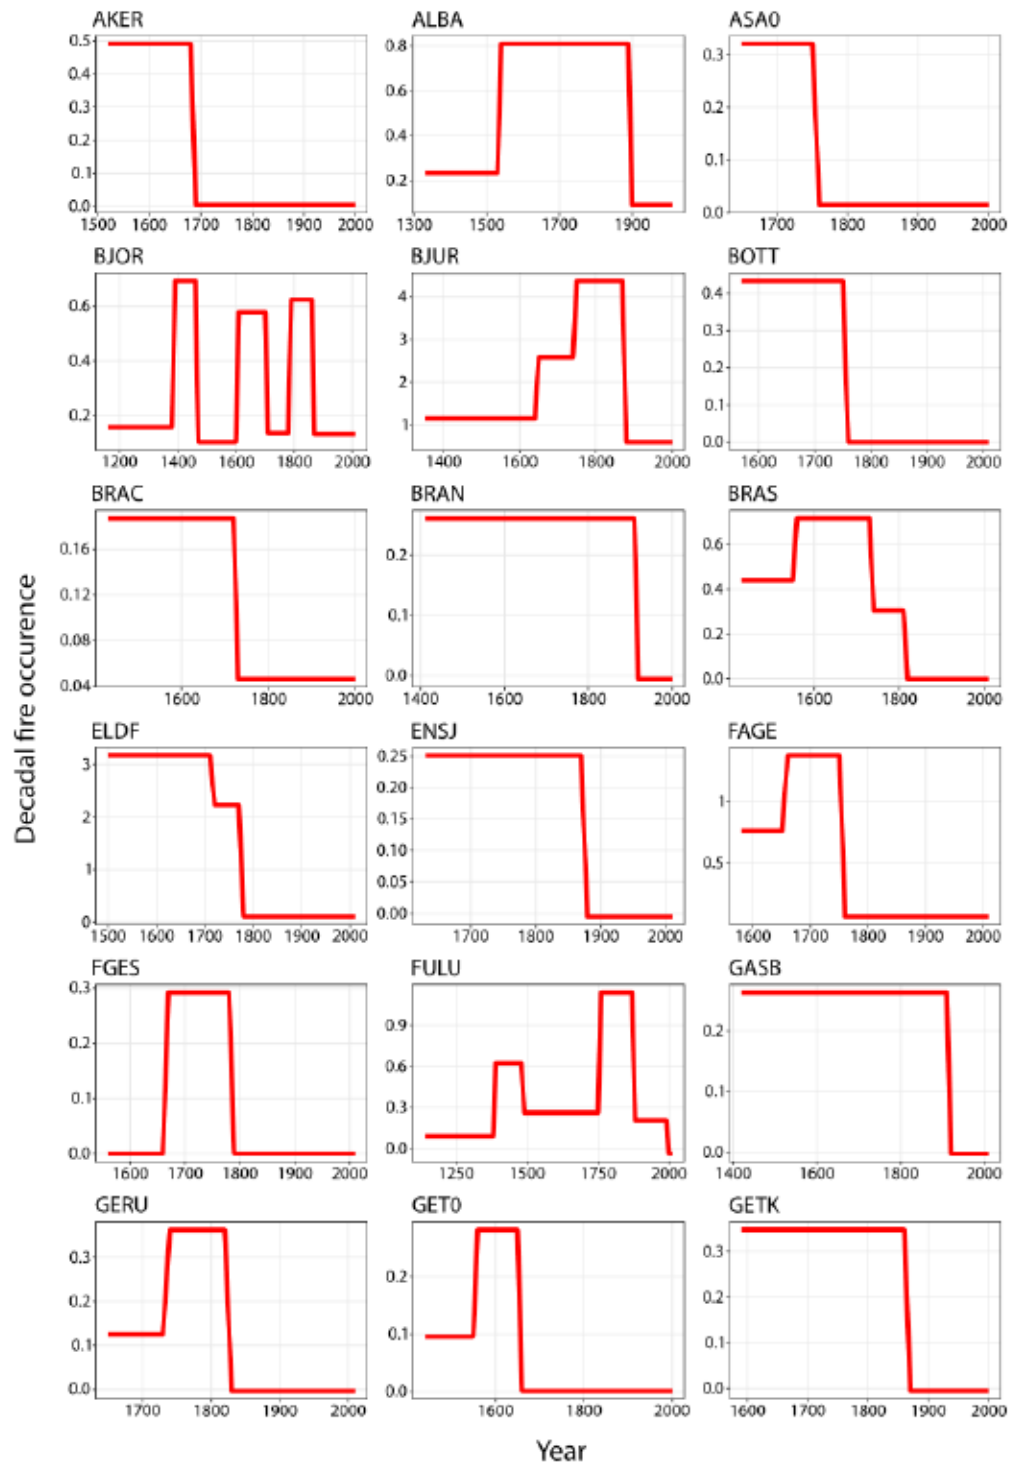 AKER ALBA ASA0
0.5 0.4 0.3 0.2 0.1 0.0
1500 1600 1700 1800 1900 2000
0.8 0.6 0.4 0.2
1300 1500 1700 1900
0.3 0.2 0.1 0.0
1700 1800 1900 2000
BJOR BJUR BOTT
0.6 0.4 0.2
1200 1400 1600 1800 2000
4 3 2 1
1400 1600 1800 2000
0.4 0.3 0.2 0.1 0.0
1600 1700 1800 1900 2000
BRAC BRAN BRAS
0.16 0.12 0.08 0.04
1600 1800 2000
0.2 0.1 0.0
1400 1600 1800 2000
0.6 0.4 0.2 0.0
1600 1800 2000
Decadal fire occurence
ELDF ENSJ FAGE
3 2 1 0
1500 1600 1700 1800 1900 2000
0.25 0.20 0.15 0.10 0.05 0.00
1700 1800 1900 2000
1 0.5
1600 1700 1800 1900 2000
FGES FULU GASB
0.3 0.2 0.1 0.0
1600 1700 1800 1900 2000
0.9 0.6 0.3 0.0
1250 1500 1750 2000
0.2 0.1 0.0
1400 1600 1800 2000
GERU GET0 GETK
0.3 0.2 0.1 0.0
1700 1800 1900 2000
0.2 0.1 0.0
1600 1800 2000
0.3 0.2 0.1 0.0
1600 1700 1800 1900 2000
Year